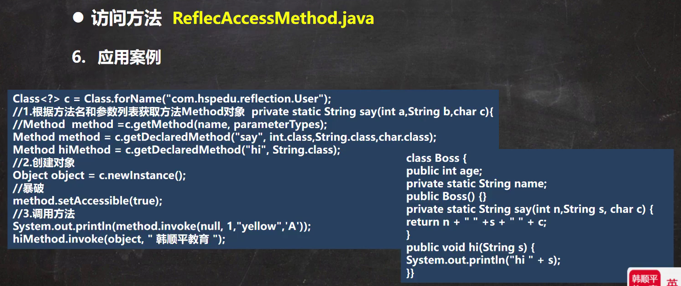 ● 访问方法 ReflecAccessMethod.java
6. 应用案例
Class<?> c = Class.forName("com.hspedu.reflection.User");
//1.根据方法名和参数列表获取方法Method对象 private static String say(int a,String b,char c){
//Method method =c.getMethod(name, parameterTypes);
Method method = c.getDeclaredMethod("say", int.class,String.class,char.class);
Method hiMethod = c.getDeclaredMethod("hi", String.class);
//2.创建对象
Object object = c.newInstance();
//暴破
method.setAccessible(true);
//3.调用方法
System.out.println(method.invoke(null, 1,"yellow",'A'));
hiMethod.invoke(object, " 韩顺平教育 ");
class Boss {
public int age;
private static String name;
public Boss() {}
private static String say(int n,String s, char c) {
return n + " " +s + " " + c;
}
public void hi(String s) {
System.out.println("hi " + s);
}}
韩顺平
英